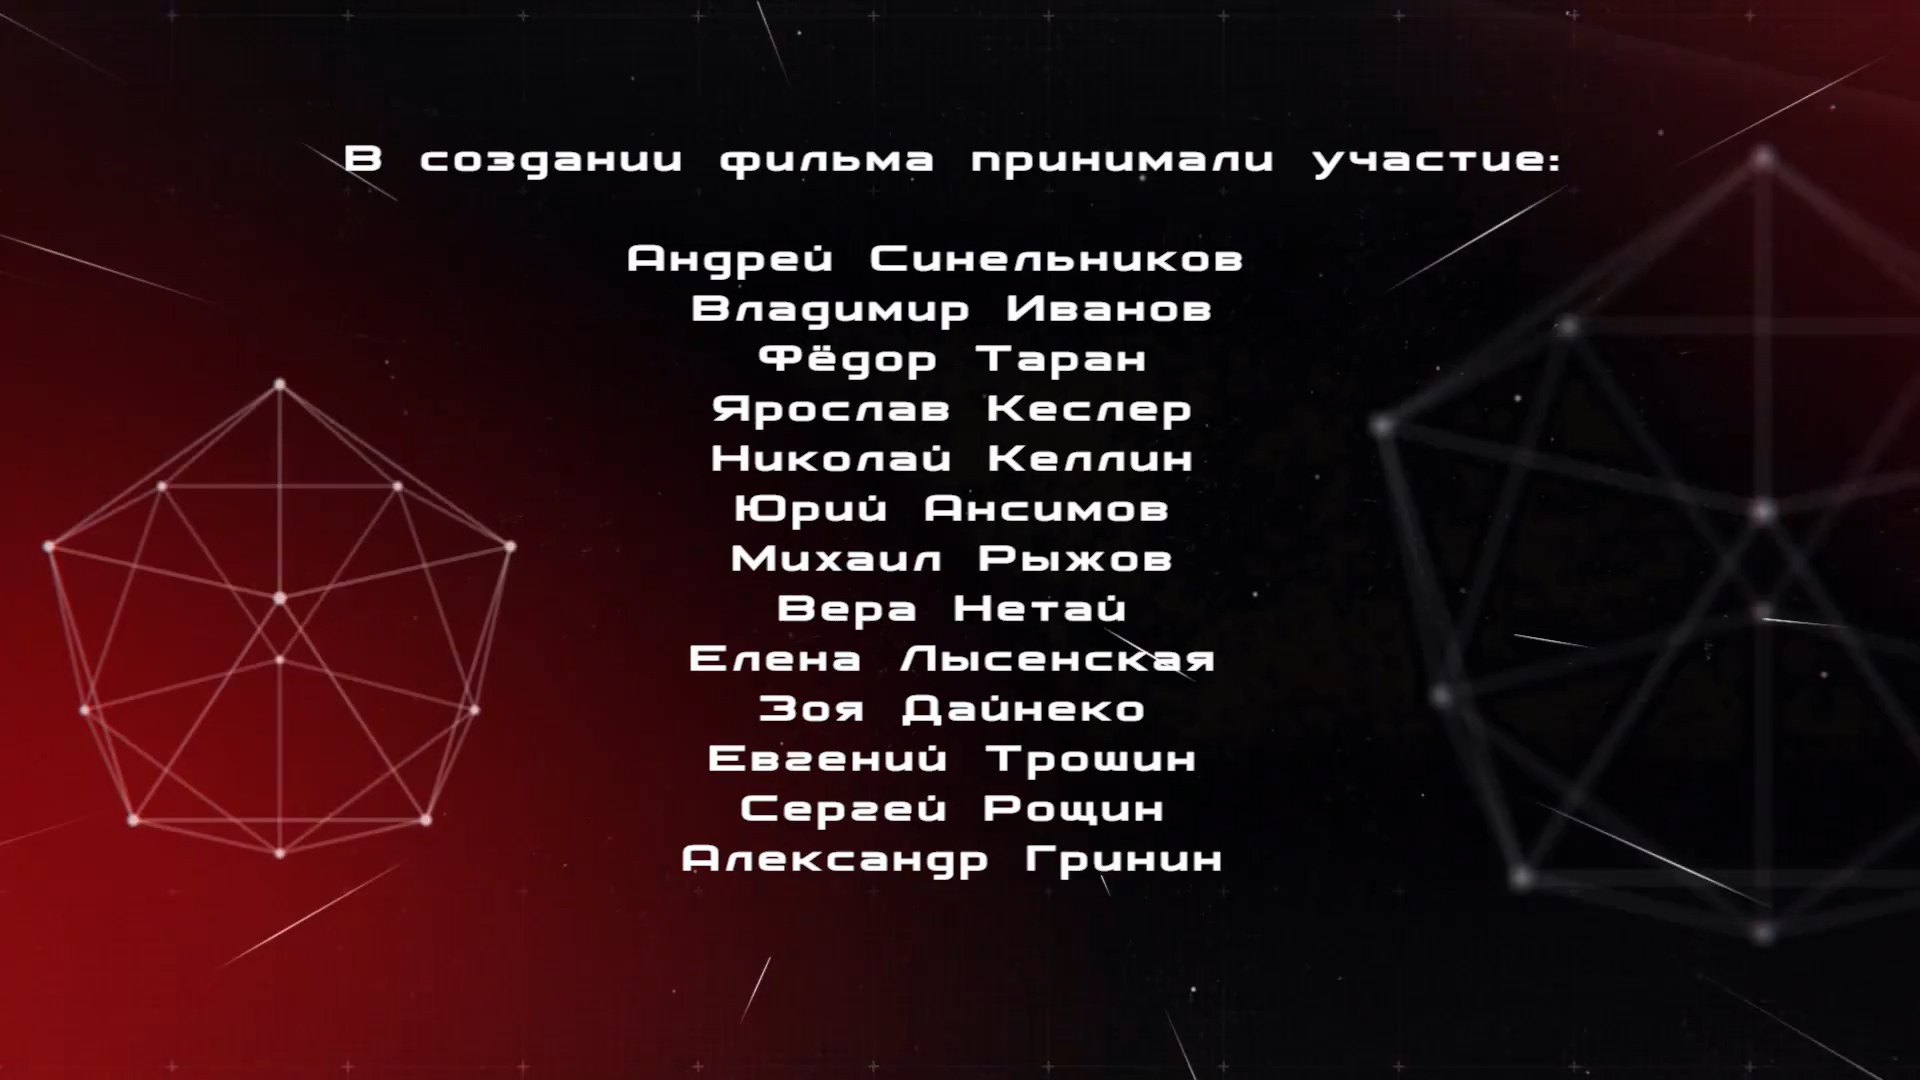 В создании фильма принимали участие:
Андрей Синельников
Владимир Иванов
Фёдор Таран
Ярослав Кеслер
Николай Келлин
Юрий Ансимов
Михаил Рыжов
Вера Нетай
Елена Лысенская
Зоя Дайнеко
Евгений Трошин
Сергей Рощин
Александр Гринин